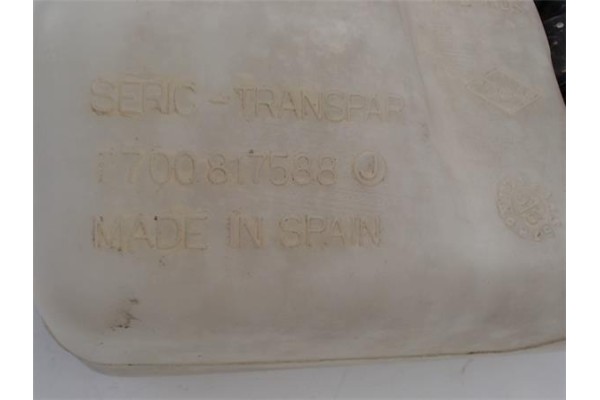 SERIC - TRANSPAR
7700817588 J
MADE IN SPAIN